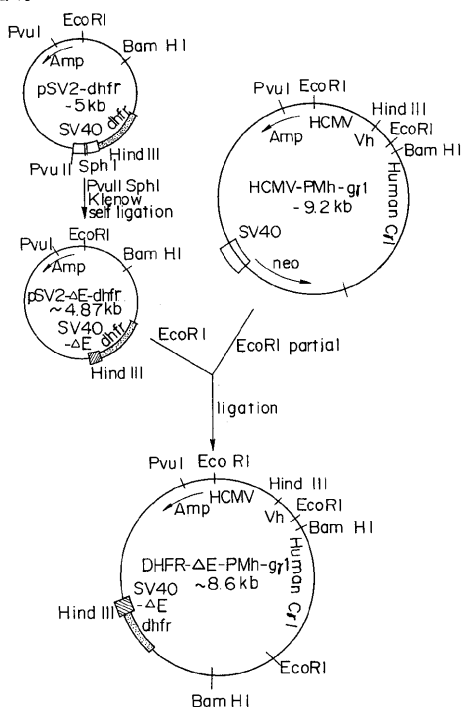 EcoRI
PvuI
Bam HI
Amp
pSV2-dhfr
-5kb
SV40
dhfr
Hind III
PvuII
SphI
PvuII SphI
Klenow
self ligation
EcoRI
PvuI
Bam HI
Amp
pSV2-ΔE-dhfr
~4.87kb
SV40
-ΔE
dhfr
Hind III
EcoRI
PvuI
Hind III
EcoRI
Bam HI
HCMV
Vh
Amp
Human Cγ1
HCMV-PMh-gγ1
- 9.2 kb
SV40
neo
EcoRI
EcoRI partial
ligation
Eco RI
PvuI
Hind III
EcoRI
Bam HI
HCMV
Vh
Amp
Human Cγ1
DHFR-ΔE-PMh-gγ1
~8.6kb
SV40
-ΔE
Hind III
dhfr
EcoRI
Bam HI